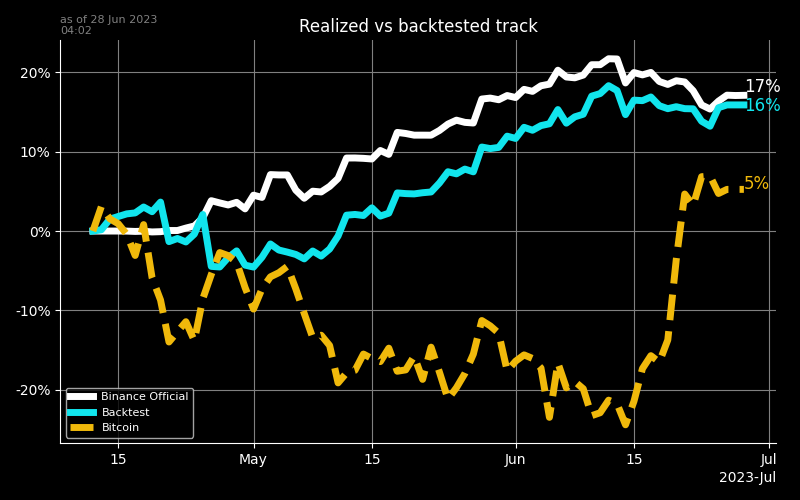 as of 28 Jun 2023
04:02
Realized vs backtested track
20%
10%
0%
-10%
-20%
17%
16%
5%
Binance Official
Backtest
Bitcoin
15
May
15
Jun
15
Jul
2023-Jul